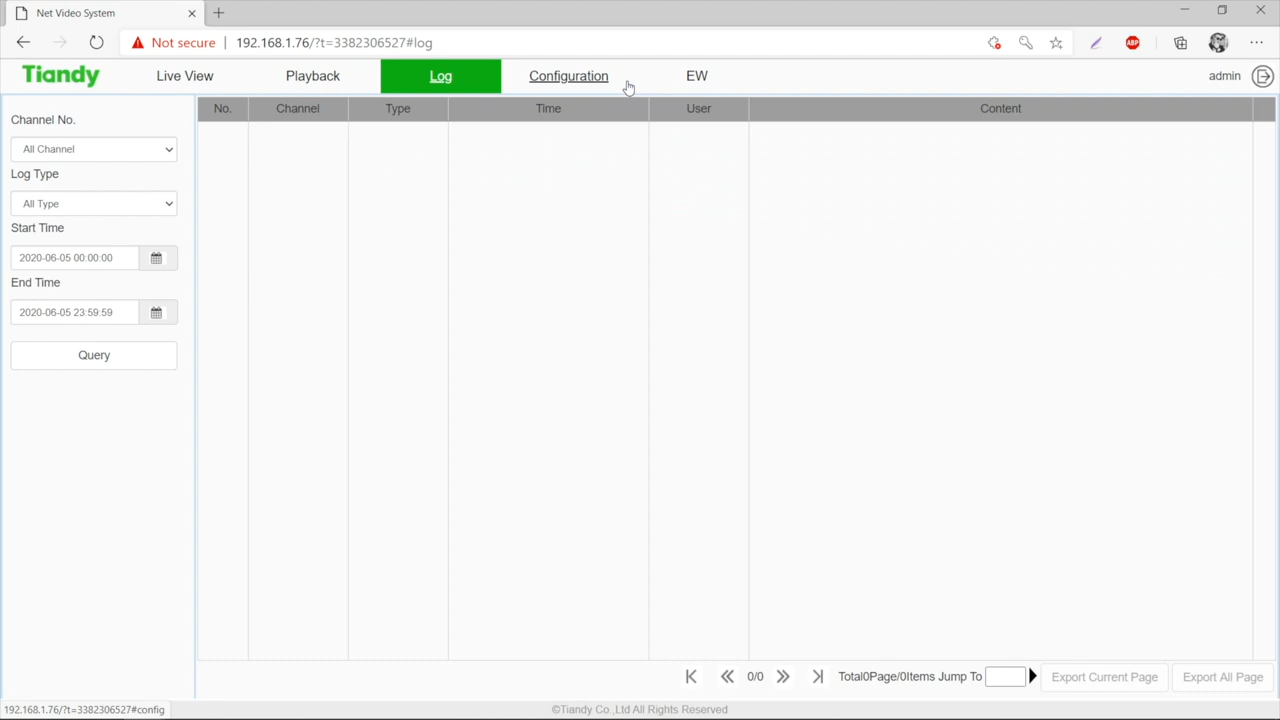 Net Video System
Not secure 192.168.1.76/?t=3382306527#log
ABP
Tiandy Live View Playback Log Configuration EW admin
No. Channel Type Time User Content
Channel No.
All Channel
Log Type
All Type
Start Time
2020-06-05 00:00:00
End Time
2020-06-05 23:59:59
Query
0/0 Total0Page/0Items Jump To Export Current Page Export All Page
192.168.1.76/?t=3382306527#config
©Tiandy Co.,Ltd All Rights Reserved